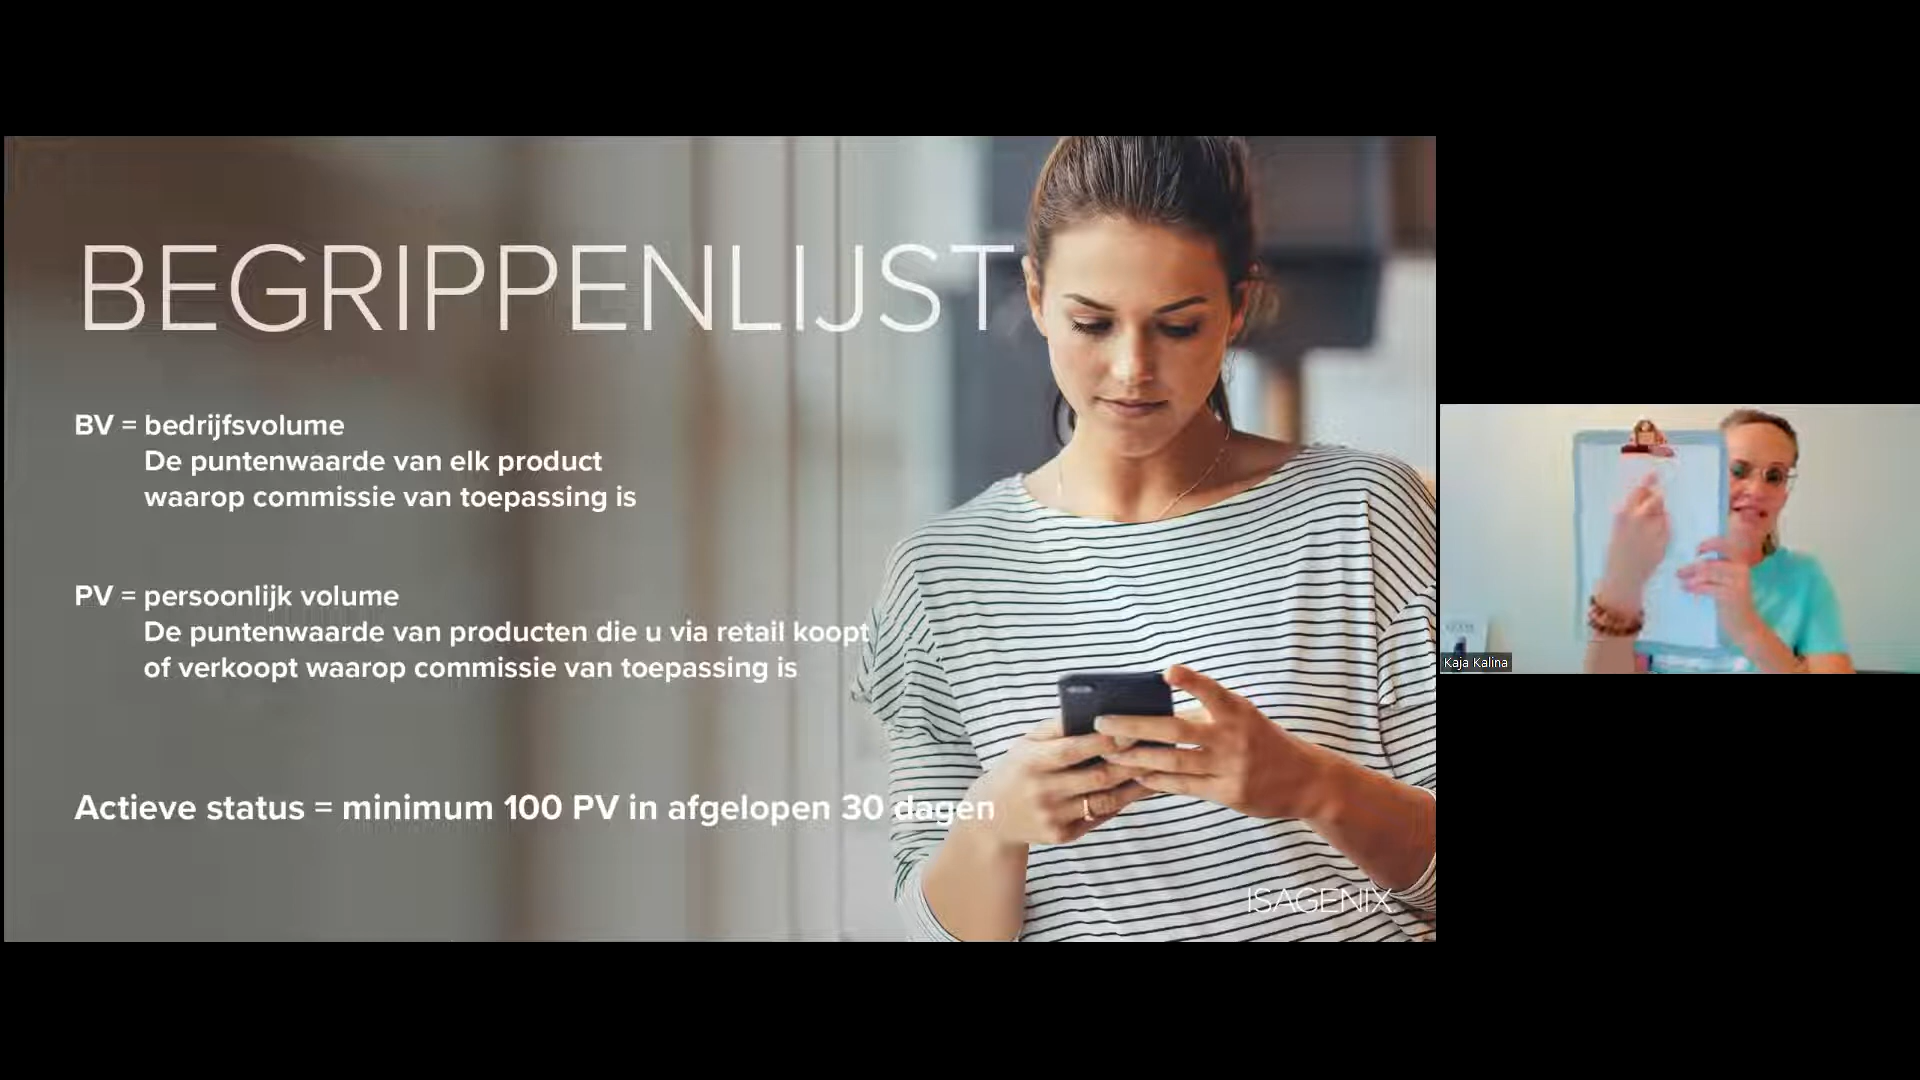 BEGRIPPENLIJST
BV = bedrijfsvolume
De puntenwaarde van elk product
waarop commissie van toepassing is
PV = persoonlijk volume
De puntenwaarde van producten die u via retail koopt
of verkoopt waarop commissie van toepassing is
Actieve status = minimum 100 PV in afgelopen 30 dagen
ISAGENIX
Kaja Kalina